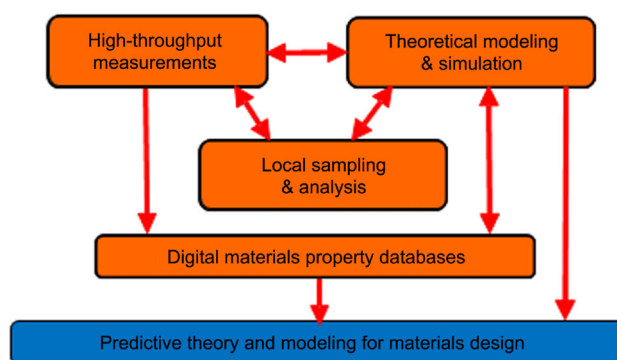 High-throughput
measurements
Theoretical modeling
& simulation
Local sampling
& analysis
Digital materials property databases
Predictive theory and modeling for materials design